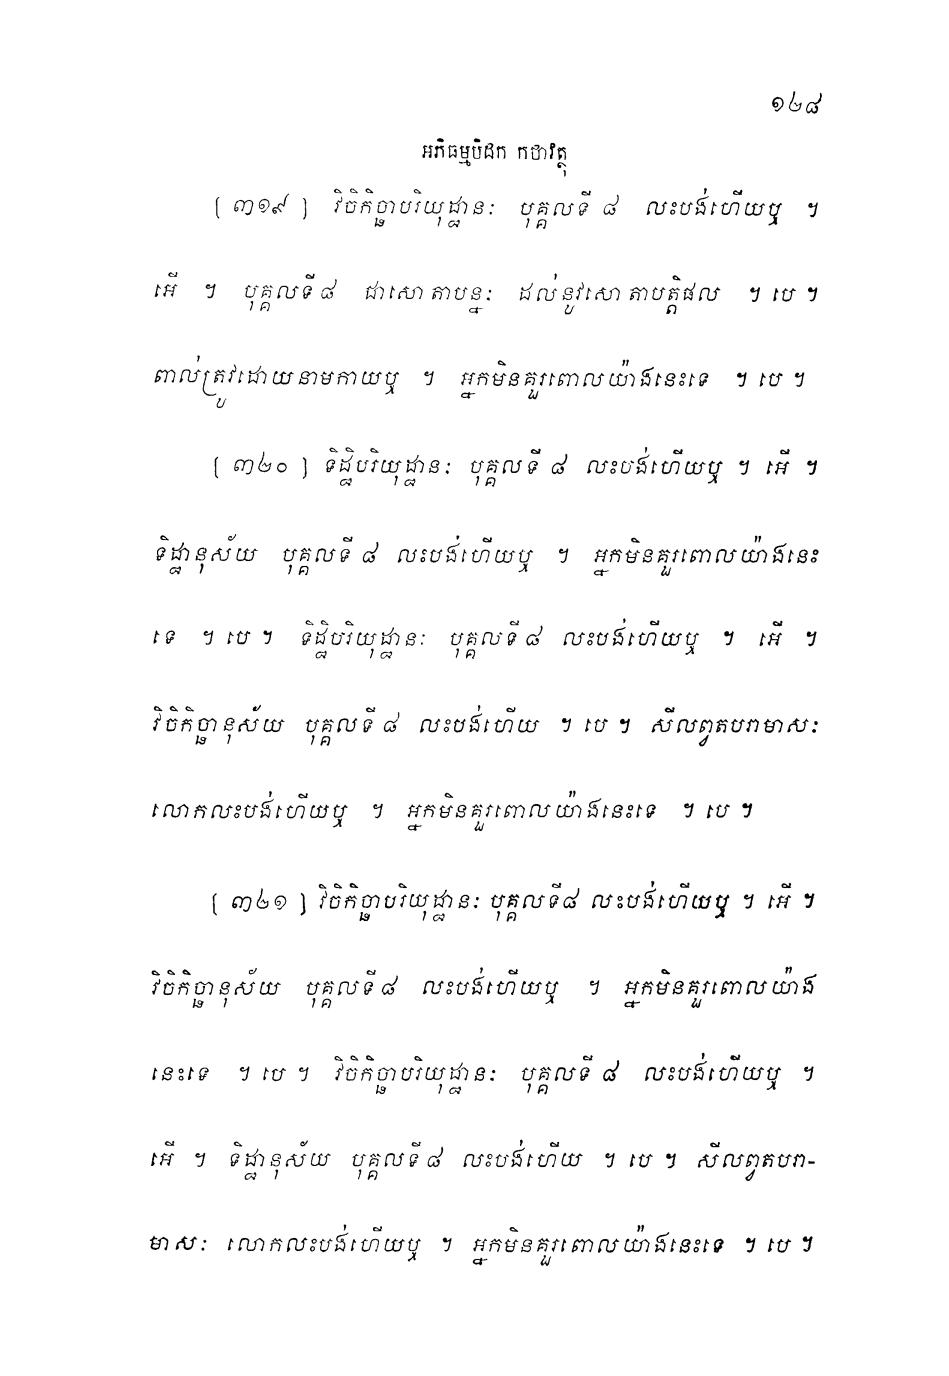 ១២៨
អភិធម្មបិដក កថាវត្ថុ
[ ៣១៩ ] វិចិកិច្ឆាបរិយុដ្ឋានៈ បុគ្គលទី ៨ លះបង់ហើយឬ ។
អើ ។ បុគ្គលទី ៨ ជាសោតាបន្នៈ ដល់នូវសោតាបត្តិផល ។ បេ ។
ពាល់ត្រូវដោយនាមកាយឬ ។ អ្នកមិនគួរពោលយ៉ាងនេះទេ ។ បេ ។
[ ៣២០ ] ទិដ្ឋិបរិយុដ្ឋានៈ បុគ្គលទី ៨ លះបង់ហើយឬ ។ អើ ។
ទិដ្ឋានុស័យ បុគ្គលទី ៨ លះបង់ហើយឬ ។ អ្នកមិនគួរពោលយ៉ាងនេះ
ទេ ។ បេ ។ ទិដ្ឋិបរិយុដ្ឋានៈ បុគ្គលទី ៨ លះបង់ហើយឬ ។ អើ ។
វិចិកិច្ឆានុស័យ បុគ្គលទី ៨ លះបង់ហើយ ។ បេ ។ សីលព្វតបរាមាសៈ
លោកលះបង់ហើយឬ ។ អ្នកមិនគួរពោលយ៉ាងនេះទេ ។ បេ ។
[ ៣២១ ] វិចិកិច្ឆាបរិយុដ្ឋានៈ បុគ្គលទី ៨ លះបង់ហើយឬ ។ អើ ។
វិចិកិច្ឆានុស័យ បុគ្គលទី ៨ លះបង់ហើយឬ ។ អ្នកមិនគួរពោលយ៉ាង
នេះទេ ។ បេ ។ វិចិកិច្ឆាបរិយុដ្ឋានៈ បុគ្គលទី ៨ លះបង់ហើយឬ ។
អើ ។ ទិដ្ឋានុស័យ បុគ្គលទី ៨ លះបង់ហើយ ។ បេ ។ សីលព្វតបរា-
មាសៈ លោកលះបង់ហើយឬ ។ អ្នកមិនគួរពោលយ៉ាងនេះទេ ។ បេ ។